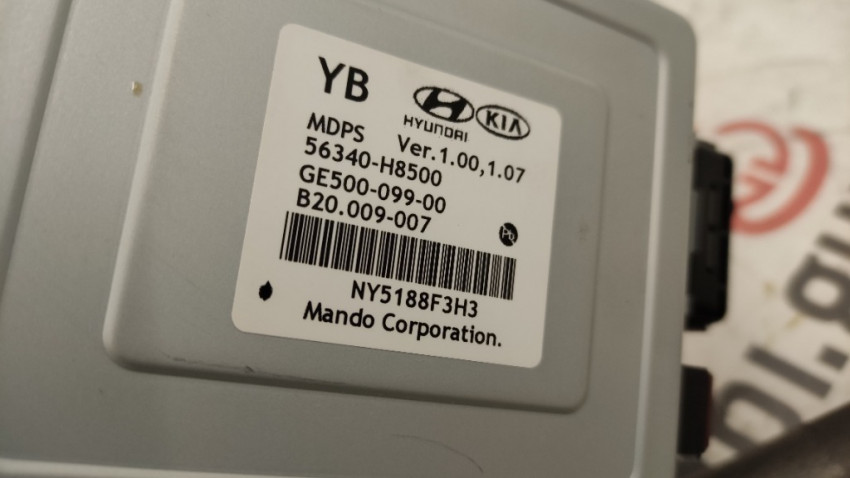 YB
HYUNDAI
KIA
MDPS Ver.1.00,1.07
56340-H8500
GE500-099-00
B20.009-007
Pb
NY5188F3H3
Mando Corporation.